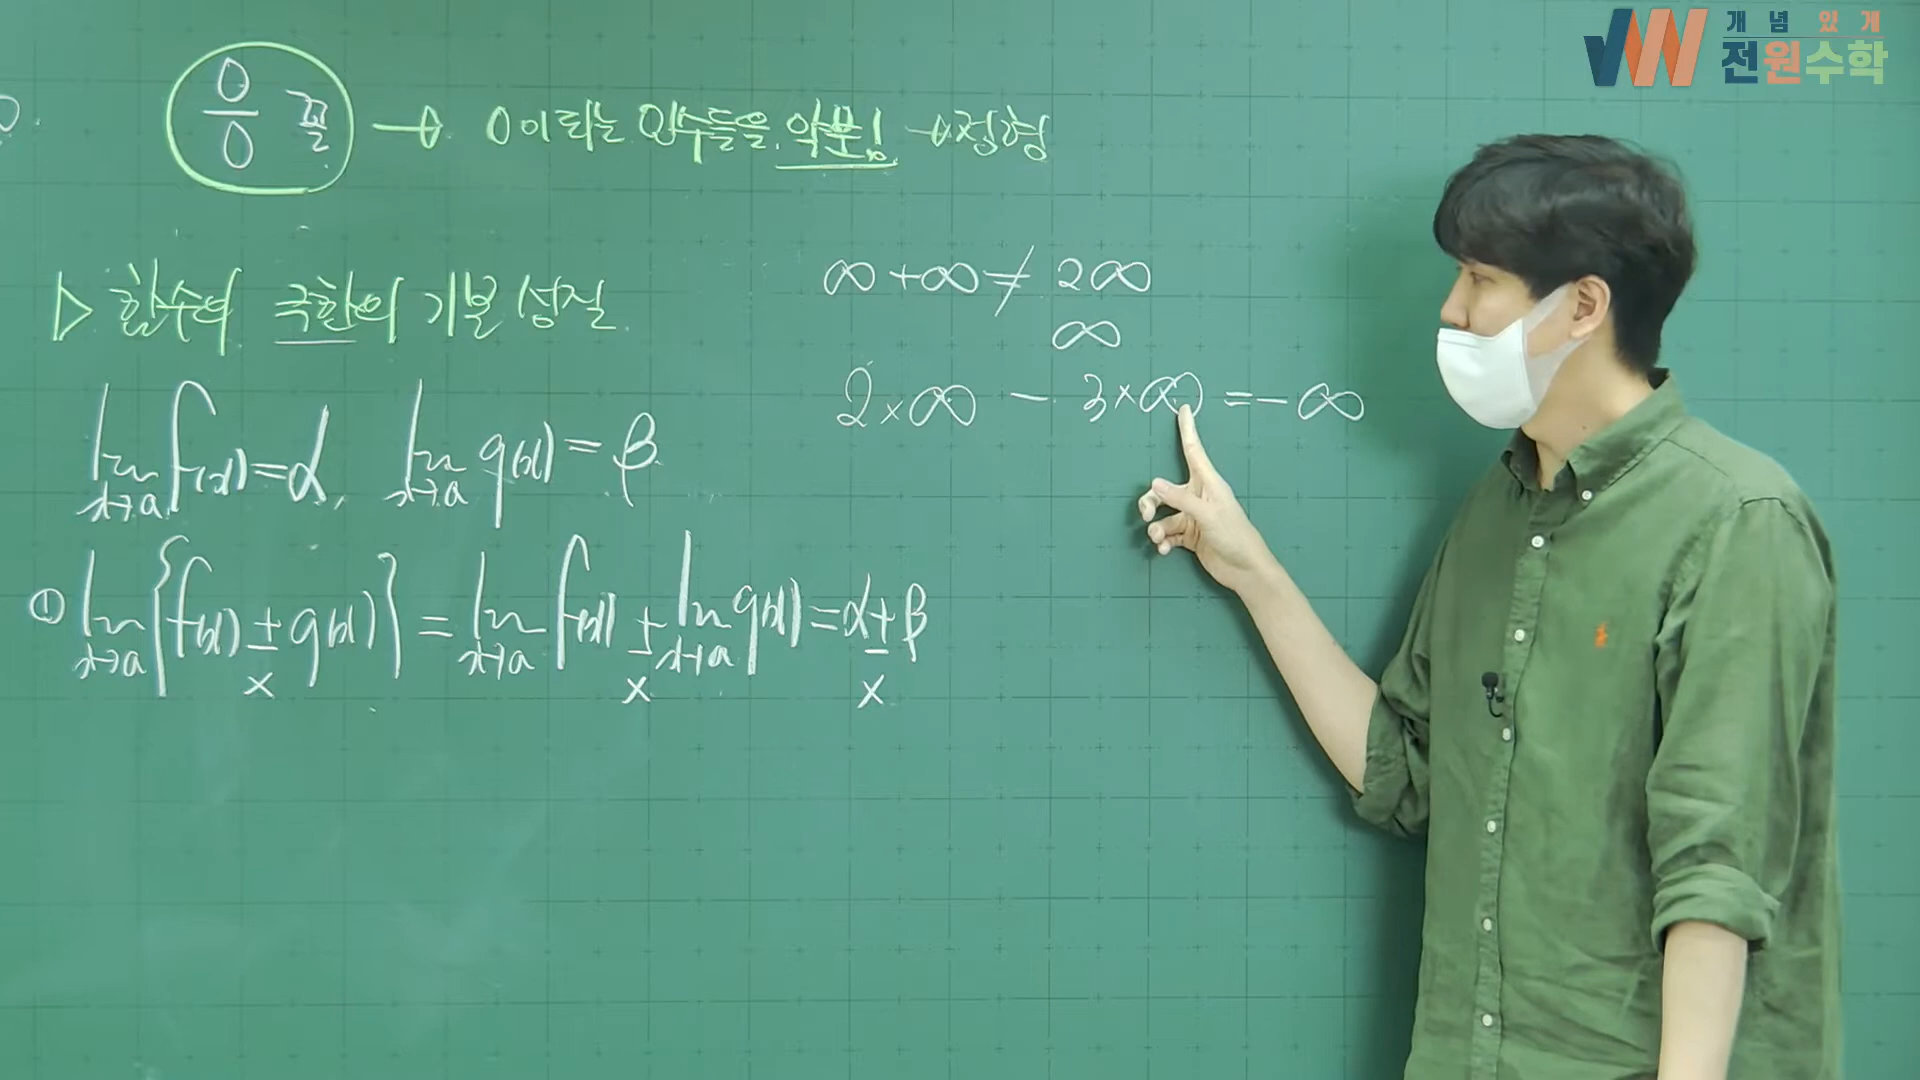 개념있게
전원수학
0/0 꼴 → 0이 되는 인수들을 약분! → 정형
▷ 함수의 극한의 기본 성질
∞ + ∞ ≠ 2∞
∞
2×∞ - 3×∞ = -∞
lim x→a f(x) = α, lim x→a g(x) = β
① lim x→a {f(x) ± g(x)} = lim x→a f(x) ± lim x→a g(x) = α ± β
× × ×